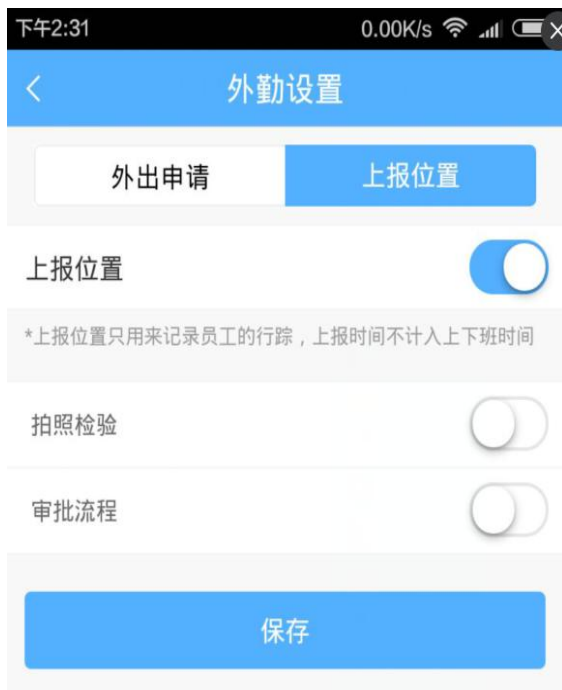 下午2:31 0.00K/s
外勤设置
外出申请 上报位置
上报位置
*上报位置只用来记录员工的行踪，上报时间不计入上下班时间
拍照检验
审批流程
保存